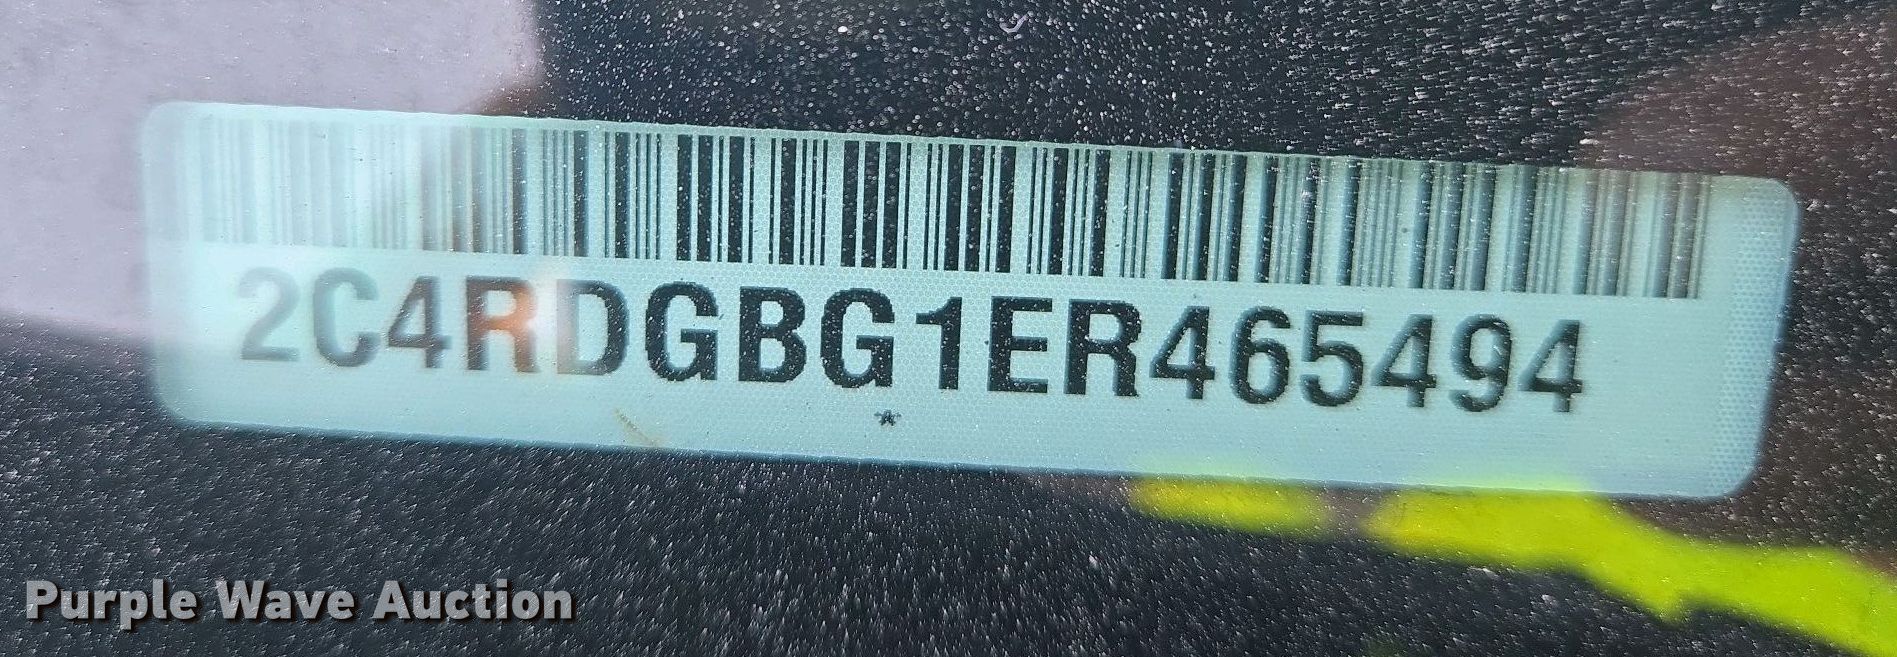 2C4RDGBG1ER465494
*
Purple Wave Auction